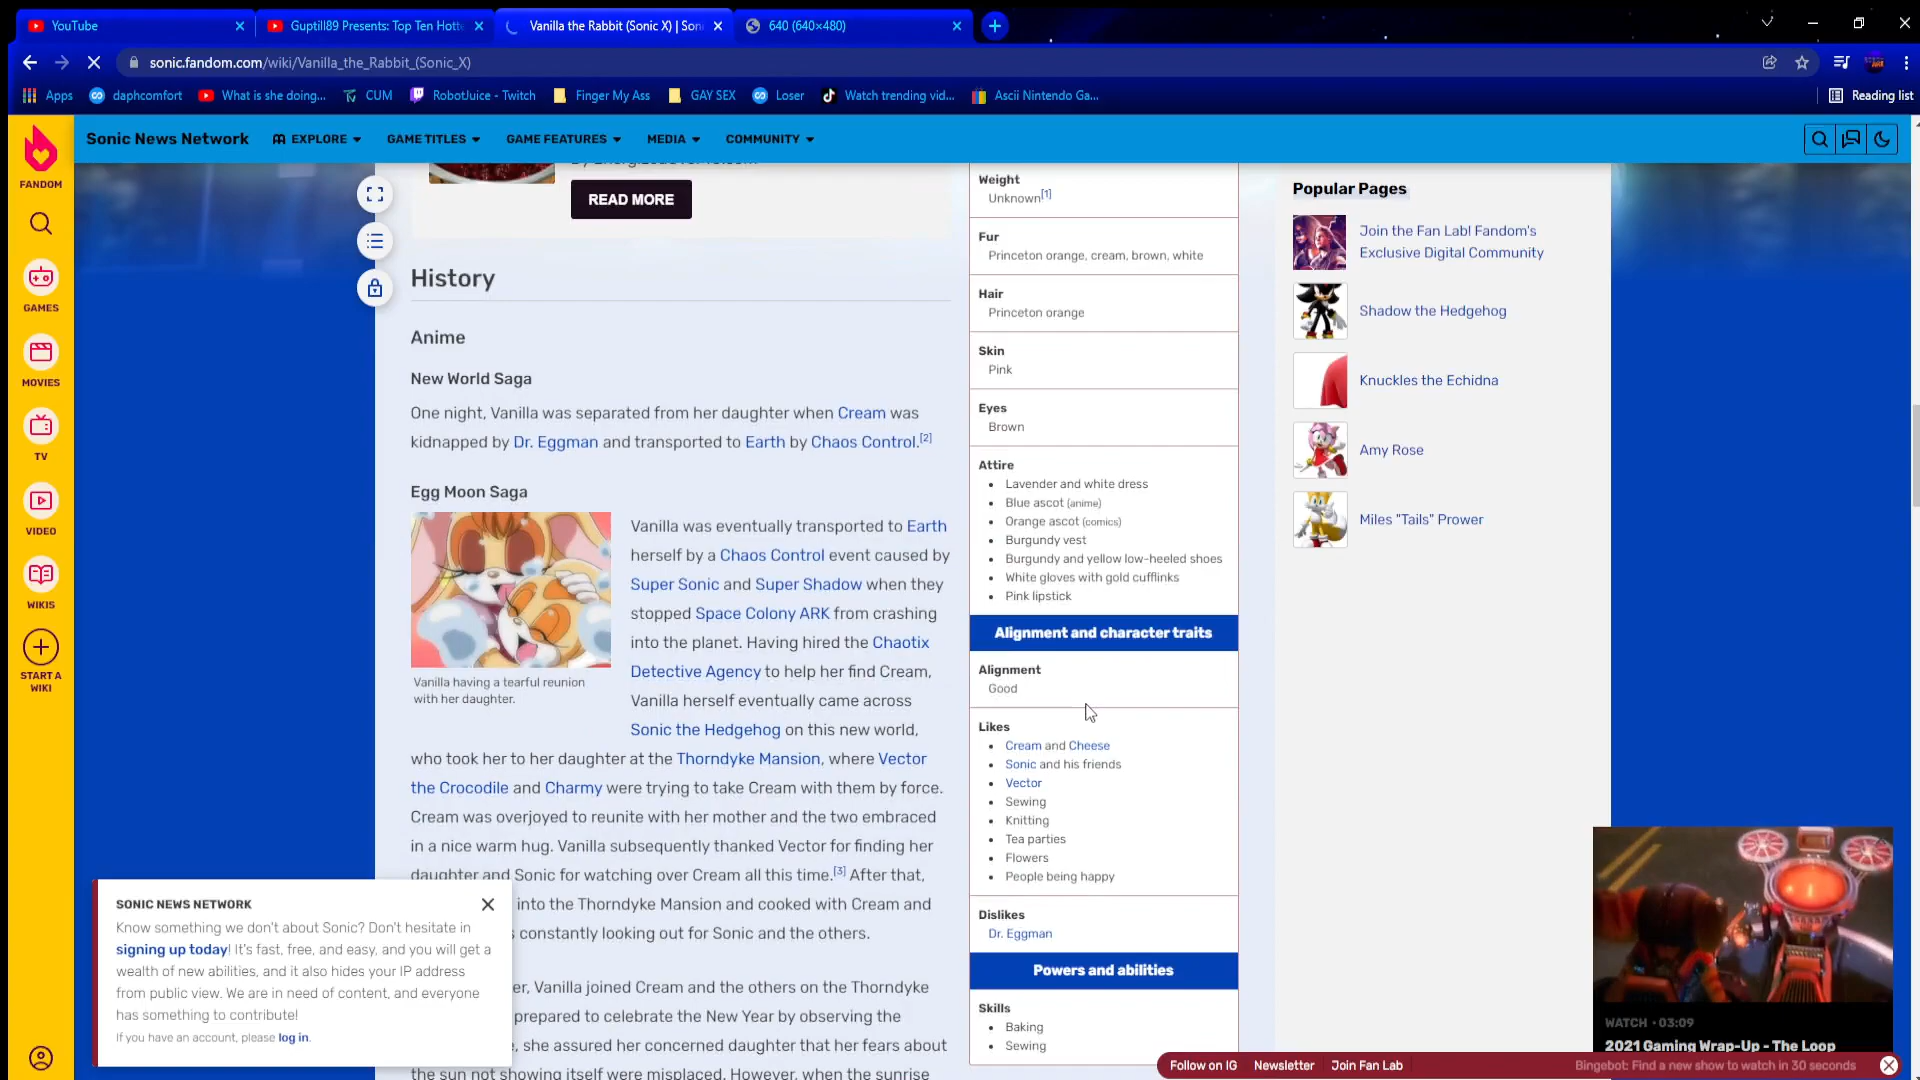 YouTube
Guptill89 Presents: Top Ten Hotte
Vanilla the Rabbit (Sonic X) | Son
640 (640×480)
sonic.fandom.com/wiki/Vanilla_the_Rabbit_(Sonic_X)
Apps
daphcomfort
What is she doing...
CUM
RobotJuice - Twitch
Finger My Ass
GAY SEX
Loser
Watch trending vid...
Ascii Nintendo Ga...
Reading list
Sonic News Network
EXPLORE
GAME TITLES
GAME FEATURES
MEDIA
COMMUNITY
FANDOM
GAMES
MOVIES
TV
VIDEO
WIKIS
START A
WIKI
READ MORE
History
Anime
New World Saga
One night, Vanilla was separated from her daughter when Cream was
kidnapped by Dr. Eggman and transported to Earth by Chaos Control.[2]
Egg Moon Saga
Vanilla having a tearful reunion
with her daughter.
Vanilla was eventually transported to Earth
herself by a Chaos Control event caused by
Super Sonic and Super Shadow when they
stopped Space Colony ARK from crashing
into the planet. Having hired the Chaotix
Detective Agency to help her find Cream,
Vanilla herself eventually came across
Sonic the Hedgehog on this new world,
who took her to her daughter at the Thorndyke Mansion, where Vector
the Crocodile and Charmy were trying to take Cream with them by force.
Cream was overjoyed to reunite with her mother and the two embraced
in a nice warm hug. Vanilla subsequently thanked Vector for finding her
daughter and Sonic for watching over Cream all this time.[3] After that,
into the Thorndyke Mansion and cooked with Cream and
s constantly looking out for Sonic and the others.
er, Vanilla joined Cream and the others on the Thorndyke
prepared to celebrate the New Year by observing the
e, she assured her concerned daughter that her fears about
the sun not showing itself were misplaced. However, when the sunrise
Weight
Unknown[1]
Fur
Princeton orange, cream, brown, white
Hair
Princeton orange
Skin
Pink
Eyes
Brown
Attire
Lavender and white dress
Blue ascot (anime)
Orange ascot (comics)
Burgundy vest
Burgundy and yellow low-heeled shoes
White gloves with gold cufflinks
Pink lipstick
Alignment and character traits
Alignment
Good
Likes
Cream and Cheese
Sonic and his friends
Vector
Sewing
Knitting
Tea parties
Flowers
People being happy
Dislikes
Dr. Eggman
Powers and abilities
Skills
Baking
Sewing
Popular Pages
Join the Fan Lab! Fandom's
Exclusive Digital Community
Shadow the Hedgehog
Knuckles the Echidna
Amy Rose
Miles "Tails" Prower
SONIC NEWS NETWORK
Know something we don't about Sonic? Don't hesitate in
signing up today! It's fast, free, and easy, and you will get a
wealth of new abilities, and it also hides your IP address
from public view. We are in need of content, and everyone
has something to contribute!
If you have an account, please log in.
WATCH • 03:09
2021 Gaming Wrap-Up - The Loop
Follow on IG
Newsletter
Join Fan Lab
Bingebot: Find a new show to watch in 30 seconds